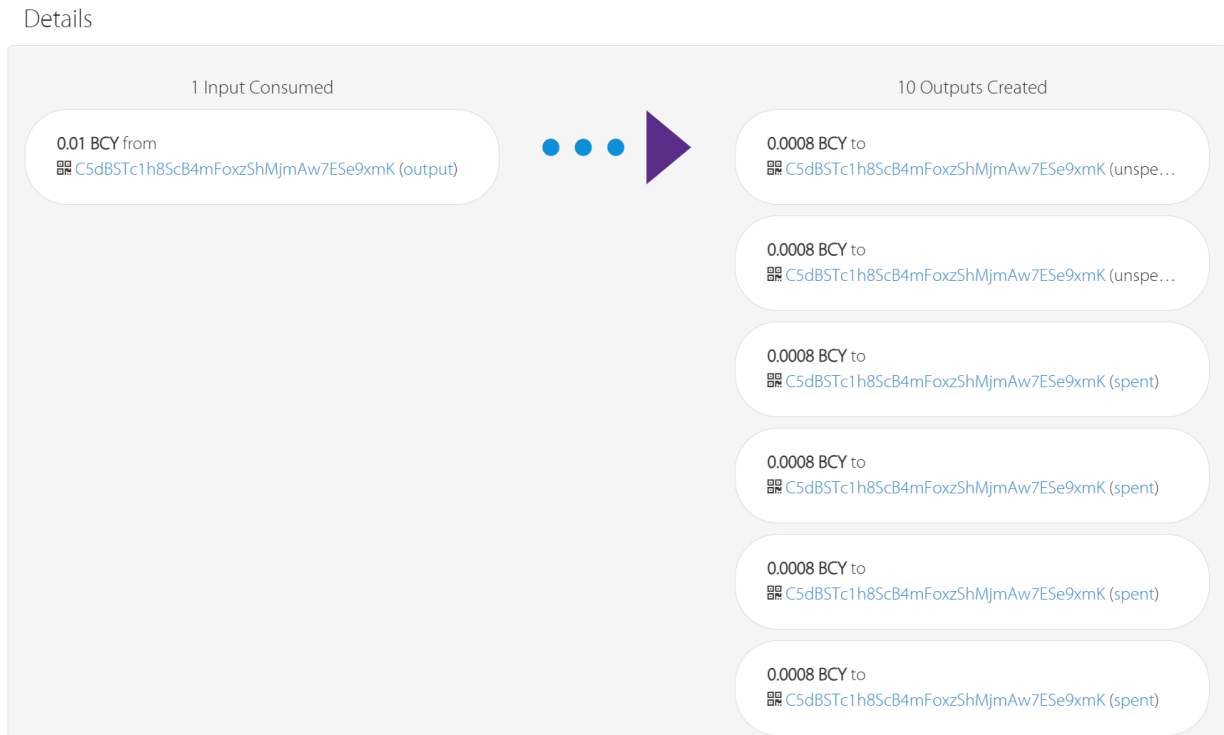 Details
1 Input Consumed
10 Outputs Created
0.01 BCY from
C5dBSTc1h8ScB4mFoxzShMjmAw7ESe9xmK (output)
0.0008 BCY to
C5dBSTc1h8ScB4mFoxzShMjmAw7ESe9xmK (unspe…
0.0008 BCY to
C5dBSTc1h8ScB4mFoxzShMjmAw7ESe9xmK (unspe…
0.0008 BCY to
C5dBSTc1h8ScB4mFoxzShMjmAw7ESe9xmK (spent)
0.0008 BCY to
C5dBSTc1h8ScB4mFoxzShMjmAw7ESe9xmK (spent)
0.0008 BCY to
C5dBSTc1h8ScB4mFoxzShMjmAw7ESe9xmK (spent)
0.0008 BCY to
C5dBSTc1h8ScB4mFoxzShMjmAw7ESe9xmK (spent)